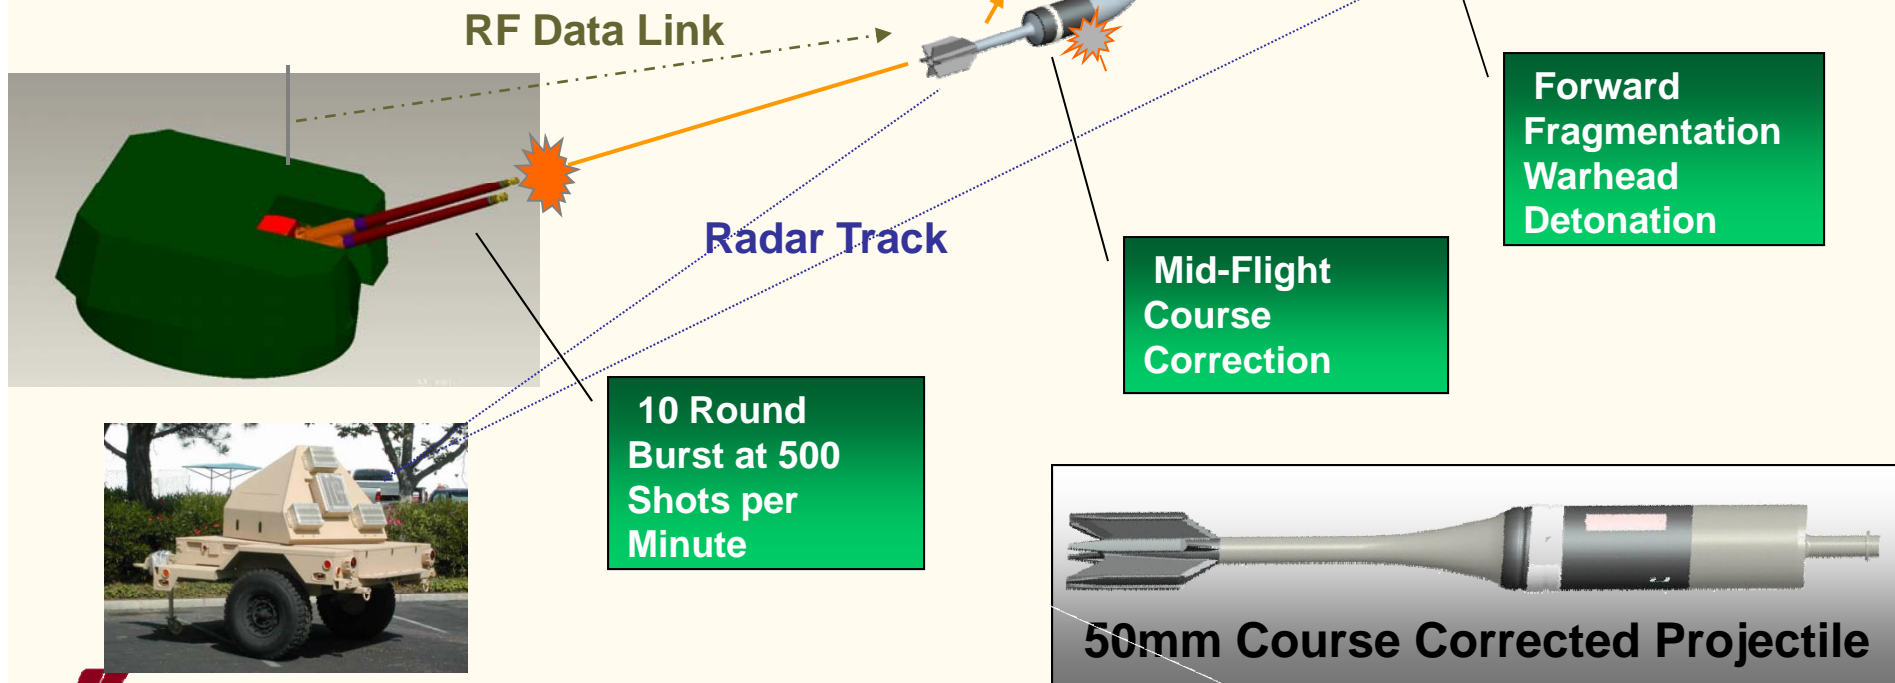 RF Data Link
Forward
Fragmentation
Warhead
Detonation
Radar Track
Mid-Flight
Course
Correction
10 Round
Burst at 500
Shots per
Minute
50mm Course Corrected Projectile